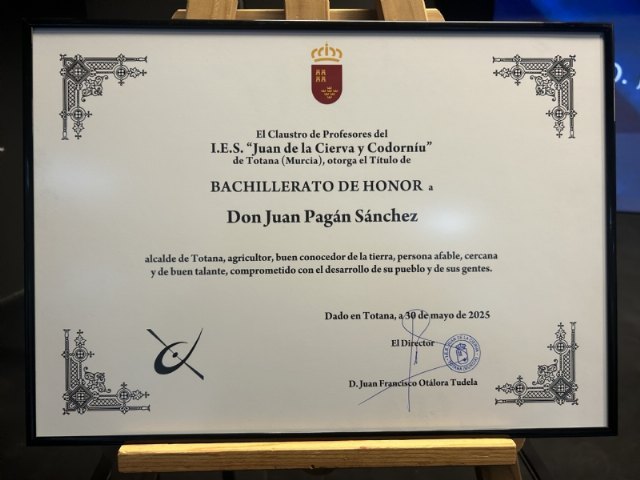 El Claustro de Profesores del
I.E.S. "Juan de la Cierva y Codorníu"
de Totana (Murcia), otorga el Título de
BACHILLERATO DE HONOR a
Don Juan Pagán Sánchez
alcalde de Totana, agricultor, buen conocedor de la tierra, persona afable, cercana
y de buen talante, comprometido con el desarrollo de su pueblo y de sus gentes.
Dado en Totana, a 30 de mayo de 2025
El Director
D. Juan Francisco Otálora Tudela